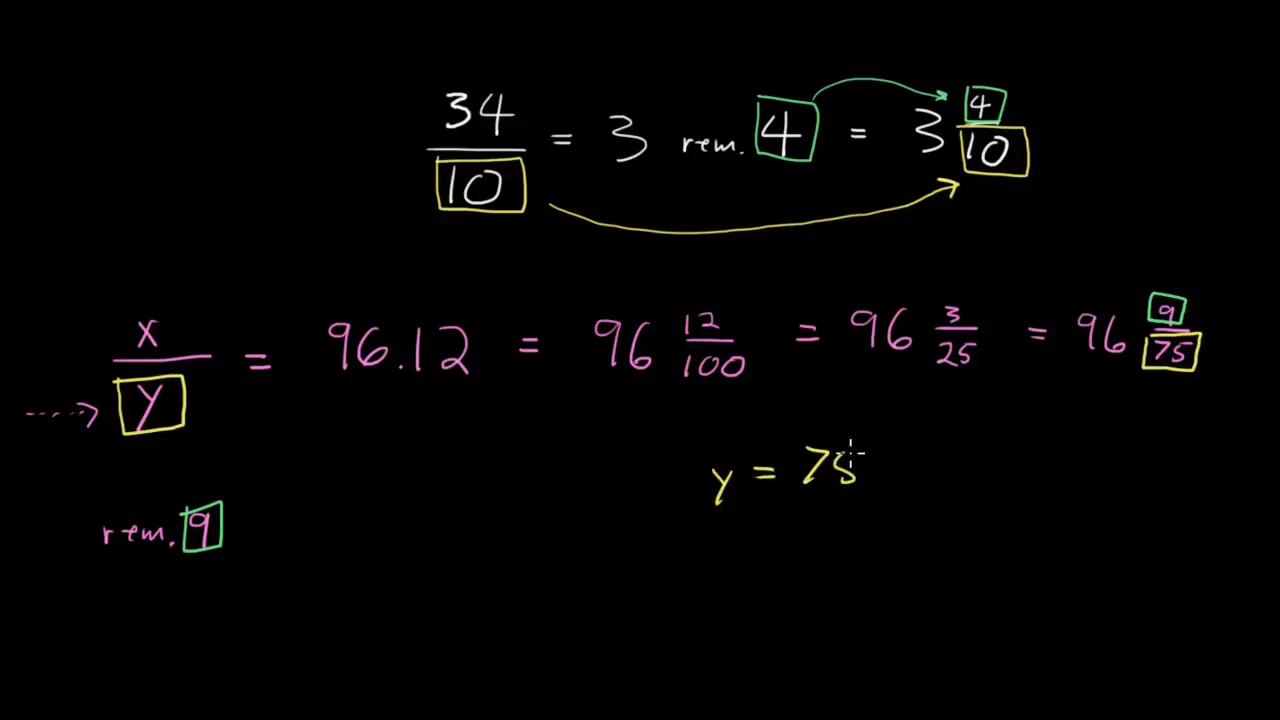 34/10 = 3 rem. 4 = 3 4/10
x/y = 96.12 = 96 12/100 = 96 3/25 = 96 9/75
y = 75
rem. 9